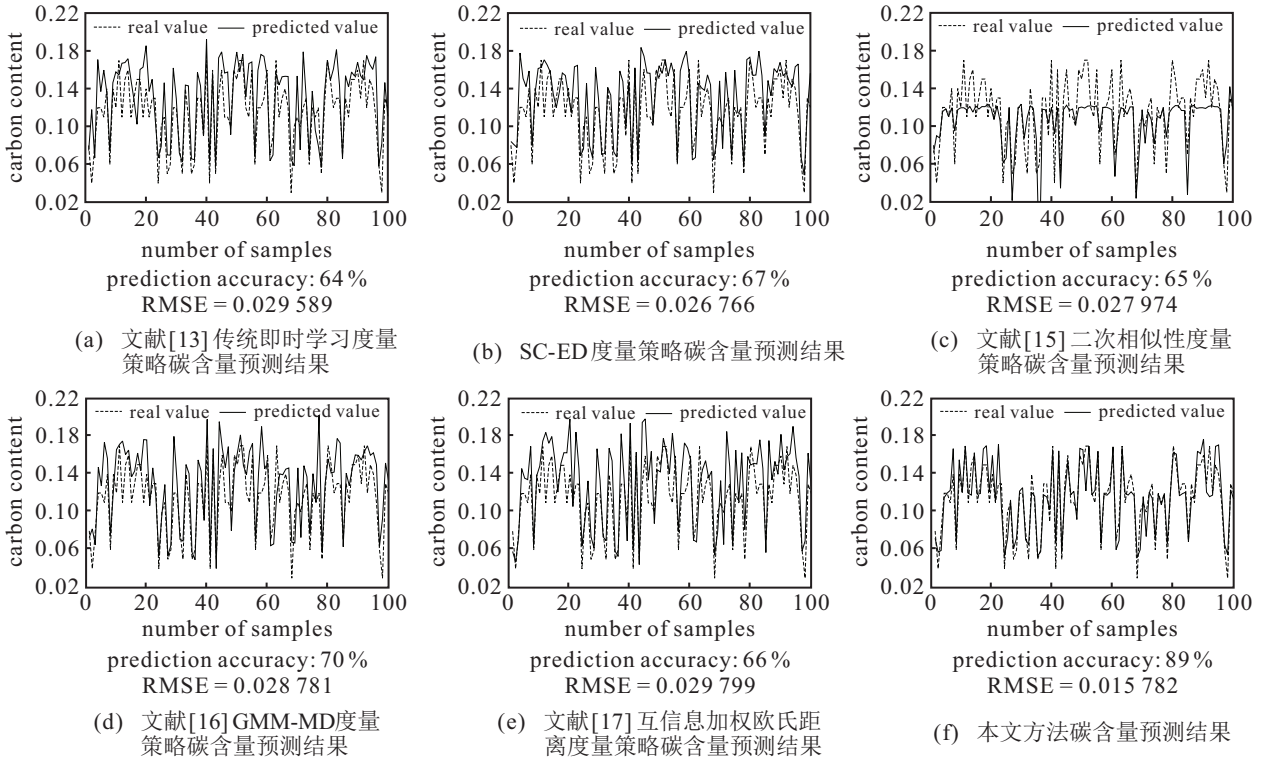 0.22
real value
predicted value
0.18
0.14
0.10
0.06
0.02
carbon content
0
20
40
60
80
100
number of samples
prediction accuracy: 64%
RMSE = 0.029 589
(a) 文献[13]传统即时学习度量
策略碳含量预测结果
0.22
real value
predicted value
0.18
0.14
0.10
0.06
0.02
carbon content
0
20
40
60
80
100
number of samples
prediction accuracy: 67%
RMSE = 0.026 766
(b) SC-ED度量策略碳含量预测结果
0.22
real value
predicted value
0.18
0.14
0.10
0.06
0.02
carbon content
0
20
40
60
80
100
number of samples
prediction accuracy: 65%
RMSE = 0.027 974
(c) 文献[15]二次相似性度量
策略碳含量预测结果
0.22
real value
predicted value
0.18
0.14
0.10
0.06
0.02
carbon content
0
20
40
60
80
100
number of samples
prediction accuracy: 70%
RMSE = 0.028 781
(d) 文献[16]GMM-MD度量
策略碳含量预测结果
0.22
real value
predicted value
0.18
0.14
0.10
0.06
0.02
carbon content
0
20
40
60
80
100
number of samples
prediction accuracy: 66%
RMSE = 0.029 799
(e) 文献[17]互信息加权欧氏距
离度量策略碳含量预测结果
0.22
real value
predicted value
0.18
0.14
0.10
0.06
0.02
carbon content
0
20
40
60
80
100
number of samples
prediction accuracy: 89%
RMSE = 0.015 782
(f) 本文方法碳含量预测结果